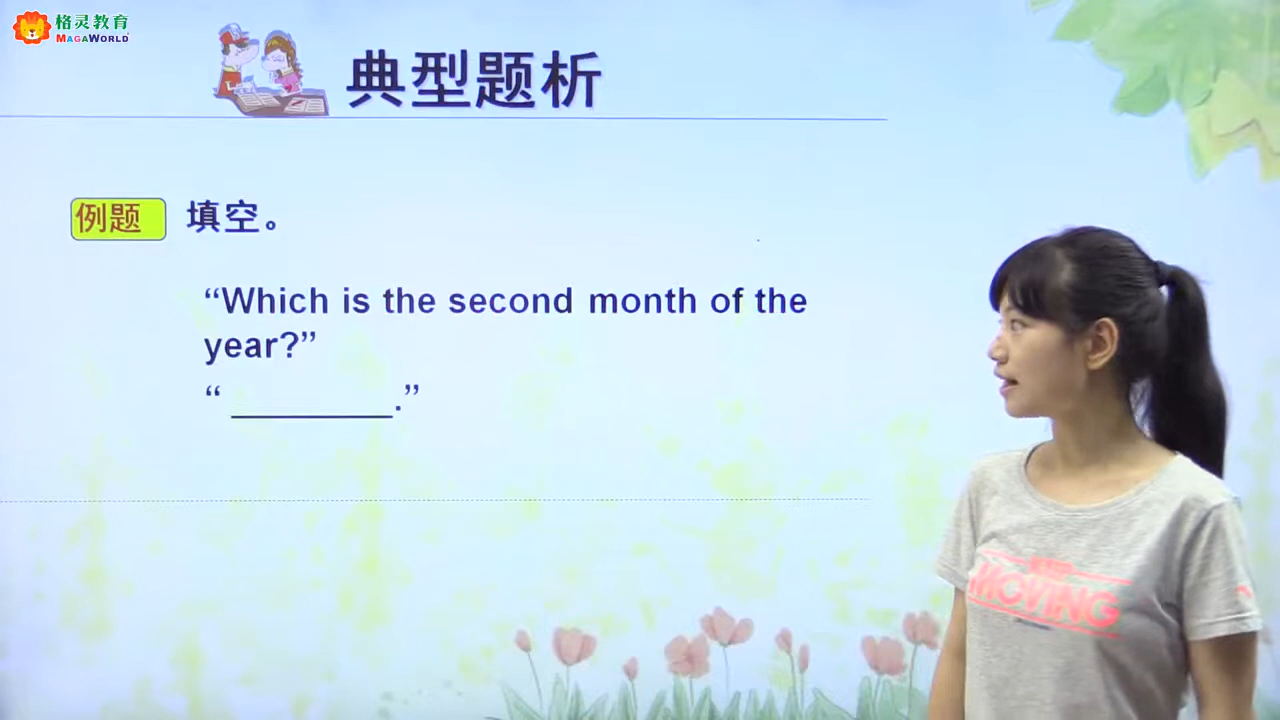 格灵教育
MAGAWORLD
典型题析
例题 填空。
“Which is the second month of the
year?”
“ ________.”
MOVING